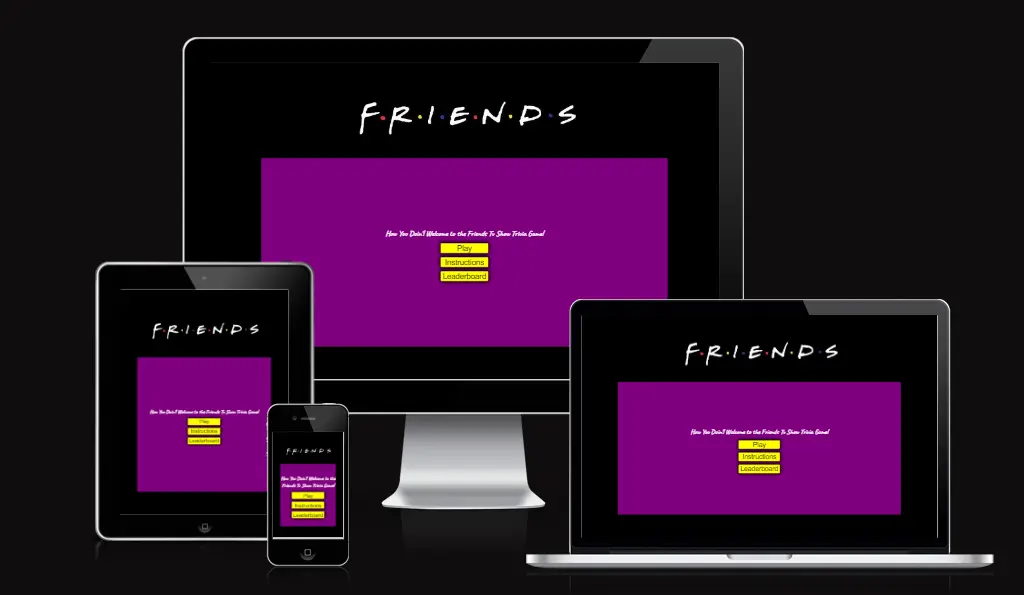 F·R·I·E·N·D·S
How You Doin'? Welcome to the Friends Tv Show Trivia Game!
Play
Instructions
Leaderboard
F·R·I·E·N·D·S
How You Doin'? Welcome to the Friends Tv Show Trivia Game!
Play
Instructions
Leaderboard
F·R·I·E·N·D·S
How You Doin'? Welcome to the
Friends Tv Show Trivia Game!
Play
Instructions
Leaderboard
F·R·I·E·N·D·S
How You Doin'? Welcome to the Friends Tv Show Trivia Game!
Play
Instructions
Leaderboard